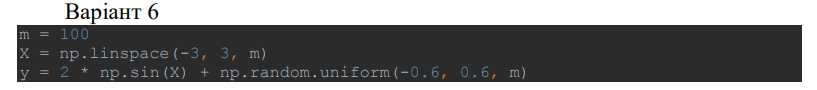 Варіант 6
m = 100
X = np.linspace(-3, 3, m)
y = 2 * np.sin(X) + np.random.uniform(-0.6, 0.6, m)